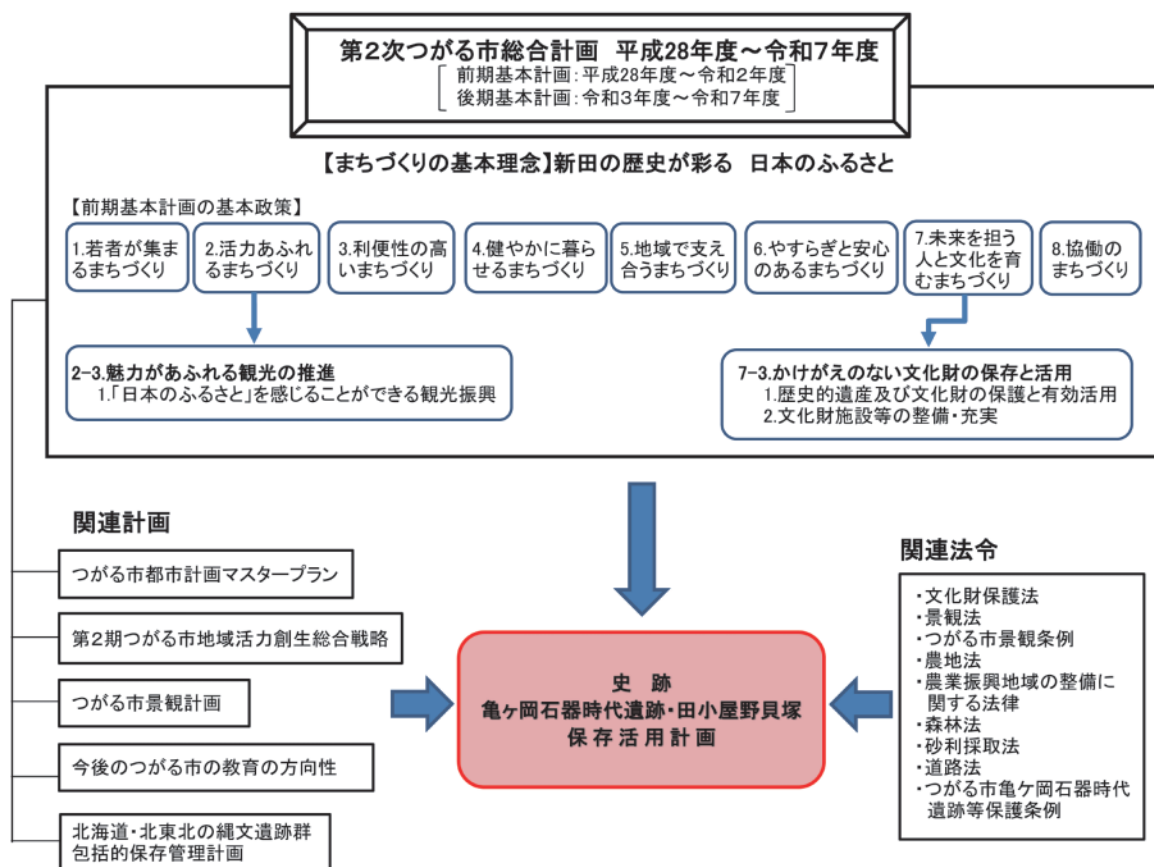 第2次つがる市総合計画 平成28年度～令和7年度
前期基本計画：平成28年度～令和2年度
後期基本計画：令和3年度～令和7年度
【まちづくりの基本理念】新田の歴史が彩る 日本のふるさと
【前期基本計画の基本政策】
1.若者が集ま
るまちづくり
2.活力あふれ
るまちづくり
3.利便性の高
いまちづくり
4.健やかに暮ら
せるまちづくり
5.地域で支え
合うまちづくり
6.やすらぎと安心
のあるまちづくり
7.未来を担う
人と文化を育
むまちづくり
8.協働の
まちづくり
2-3.魅力があふれる観光の推進
1.「日本のふるさと」を感じることができる観光振興
7-3.かけがえのない文化財の保存と活用
1.歴史的遺産及び文化財の保護と有効活用
2.文化財施設等の整備・充実
関連計画
つがる市都市計画マスタープラン
第2期つがる市地域活力創生総合戦略
つがる市景観計画
今後のつがる市の教育の方向性
北海道・北東北の縄文遺跡群
包括的保存管理計画
史 跡
亀ヶ岡石器時代遺跡・田小屋野貝塚
保存活用計画
関連法令
・文化財保護法
・景観法
・つがる市景観条例
・農地法
・農業振興地域の整備に
関する法律
・森林法
・砂利採取法
・道路法
・つがる市亀ケ岡石器時代
遺跡等保護条例